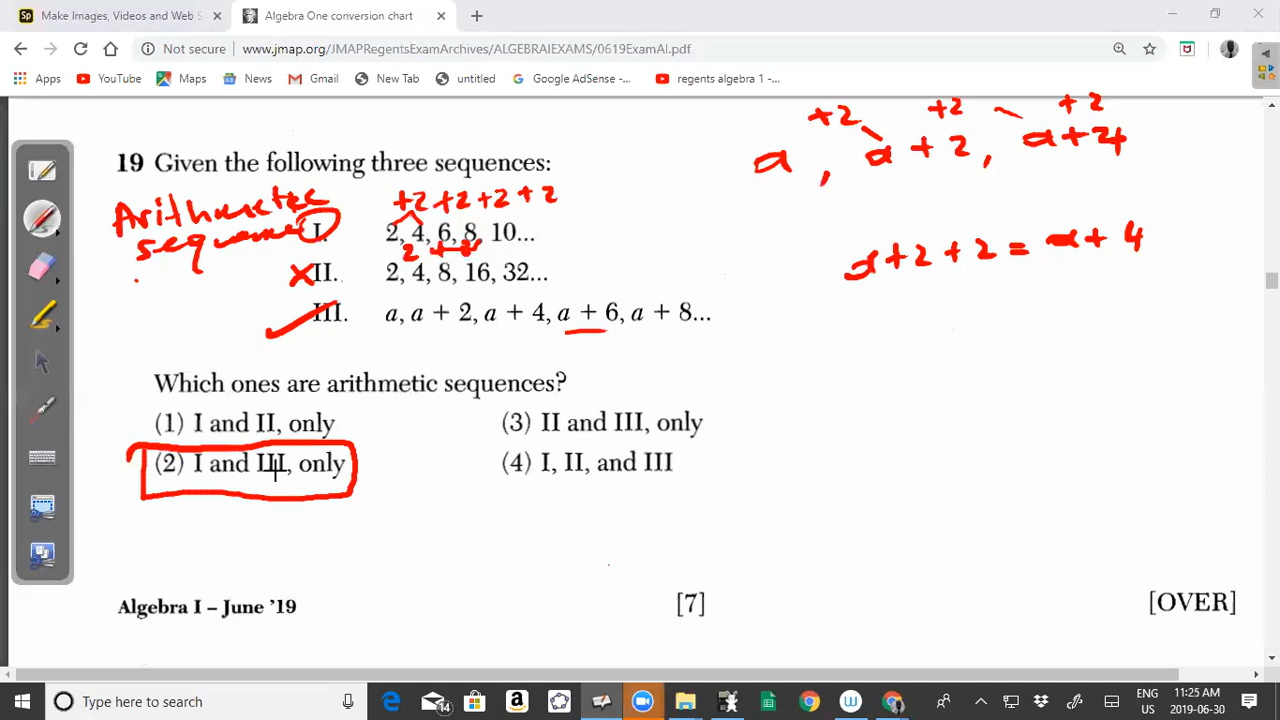 Make Images, Videos and Web S
Algebra One conversion chart
Not secure
www.jmap.org/JMAPRegentsExamArchives/ALGEBRAIEXAMS/0619ExamAI.pdf
Apps
YouTube
Maps
News
Gmail
New Tab
untitled
Google AdSense -...
regents algebra 1 -...
+2 +2 +2
a, a + 2, a+2+
19 Given the following three sequences:
Arithmetic
sequence
+2 +2 +2 +2
I. 2, 4, 6, 8, 10...
2 +2
a+2+2 = a+4
II. 2, 4, 8, 16, 32...
III. a, a + 2, a + 4, a + 6, a + 8...
Which ones are arithmetic sequences?
(1) I and II, only
(3) II and III, only
(2) I and III, only
(4) I, II, and III
Algebra I – June ’19
[7]
[OVER]
Type here to search
14
ENG
US
11:25 AM
2019-06-30